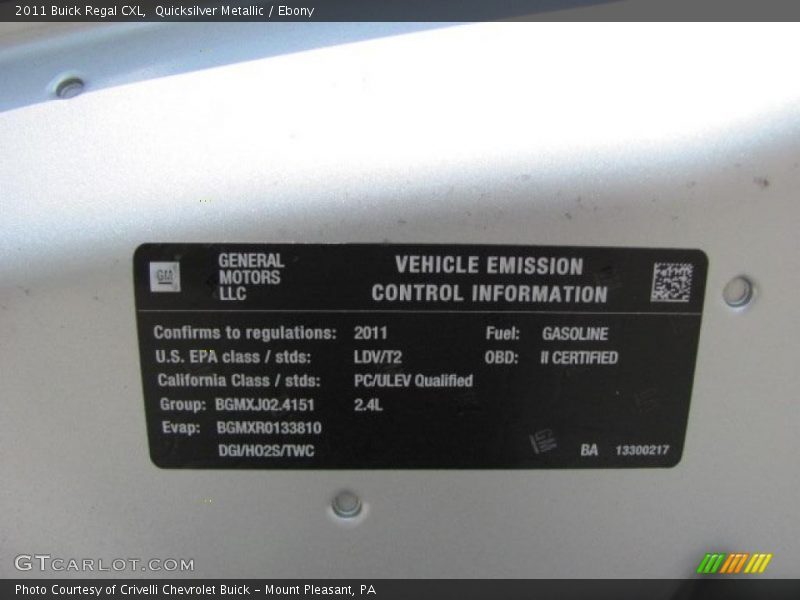 2011 Buick Regal CXL,  Quicksilver Metallic / Ebony
GM
GENERAL
MOTORS
LLC
VEHICLE EMISSION
CONTROL INFORMATION
Confirms to regulations: 2011 Fuel: GASOLINE
U.S. EPA class / stds: LDV/T2 OBD: II CERTIFIED
California Class / stds: PC/ULEV Qualified
Group: BGMXJ02.4151 2.4L
Evap: BGMXR0133810
DGI/HO2S/TWC
BA 13300217
GTCARLOT.COM
Photo Courtesy of Crivelli Chevrolet Buick – Mount Pleasant, PA